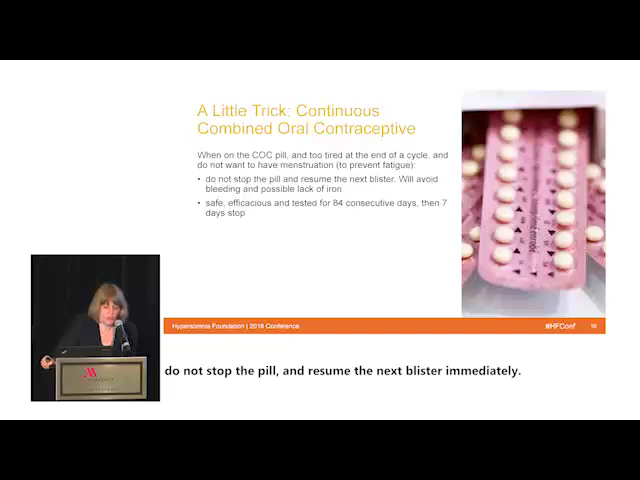 A Little Trick: Continuous
Combined Oral Contraceptive
When on the COC pill, and too tired at the end of a cycle, and
do not want to have menstruation (to prevent fatigue):
• do not stop the pill and resume the next blister. Will avoid
bleeding and possible lack of iron
• safe, efficacious and tested for 84 consecutive days, then 7
days stop
Hypersomnia Foundation | 2018 Conference
#HFConf
16
do not stop the pill, and resume the next blister immediately.